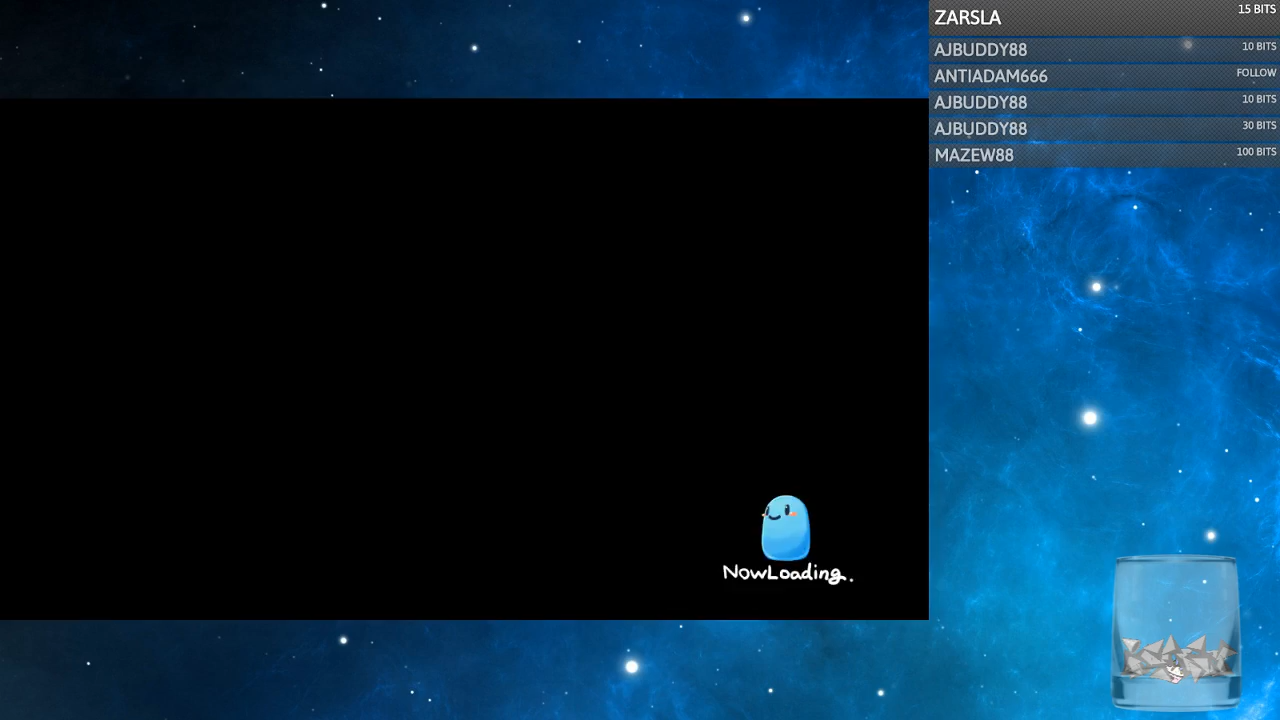 ZARSLA 15 BITS
AJBUDDY88 10 BITS
ANTIADAM666 FOLLOW
AJBUDDY88 10 BITS
AJBUDDY88 30 BITS
MAZEW88 100 BITS
NowLoading.